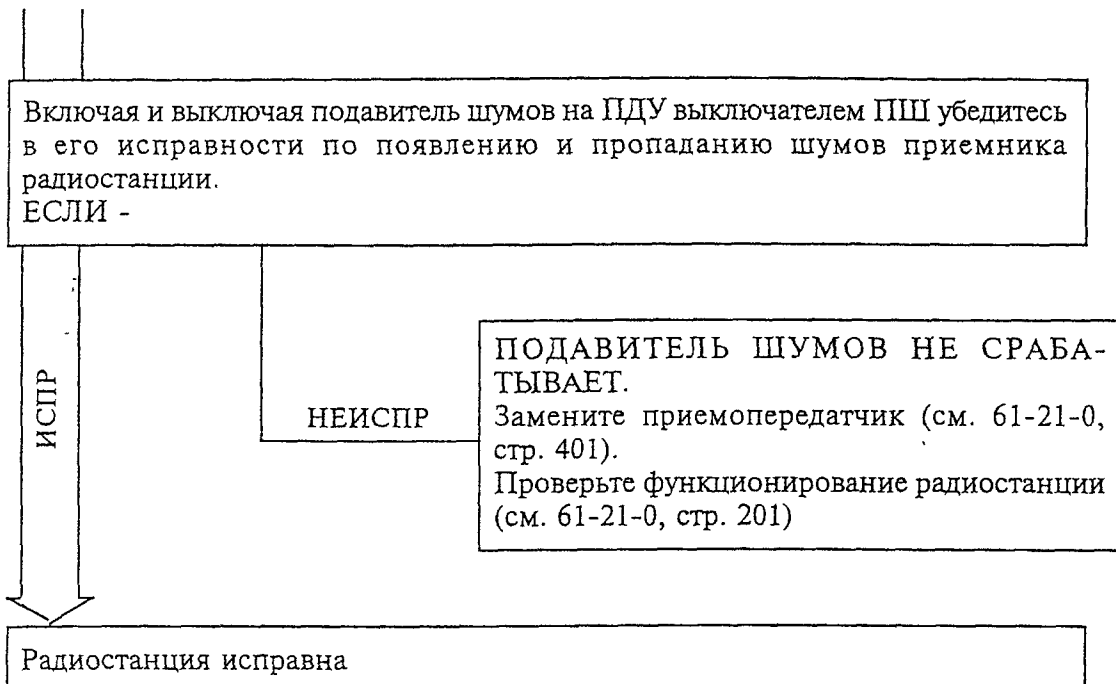 Включая и выключая подавитель шумов на ПДУ выключателем ПШ убедитесь
в его исправности по появлению и пропаданию шумов приемника
радиостанции.
ЕСЛИ -
ПОДАВИТЕЛЬ ШУМОВ НЕ СРАБА-
ТЫВАЕТ.
Замените приемопередатчик (см. 61-21-0,
стр. 401).
Проверьте функционирование радиостанции
(см. 61-21-0, стр. 201)
НЕИСПР
ИСПР
Радиостанция исправна